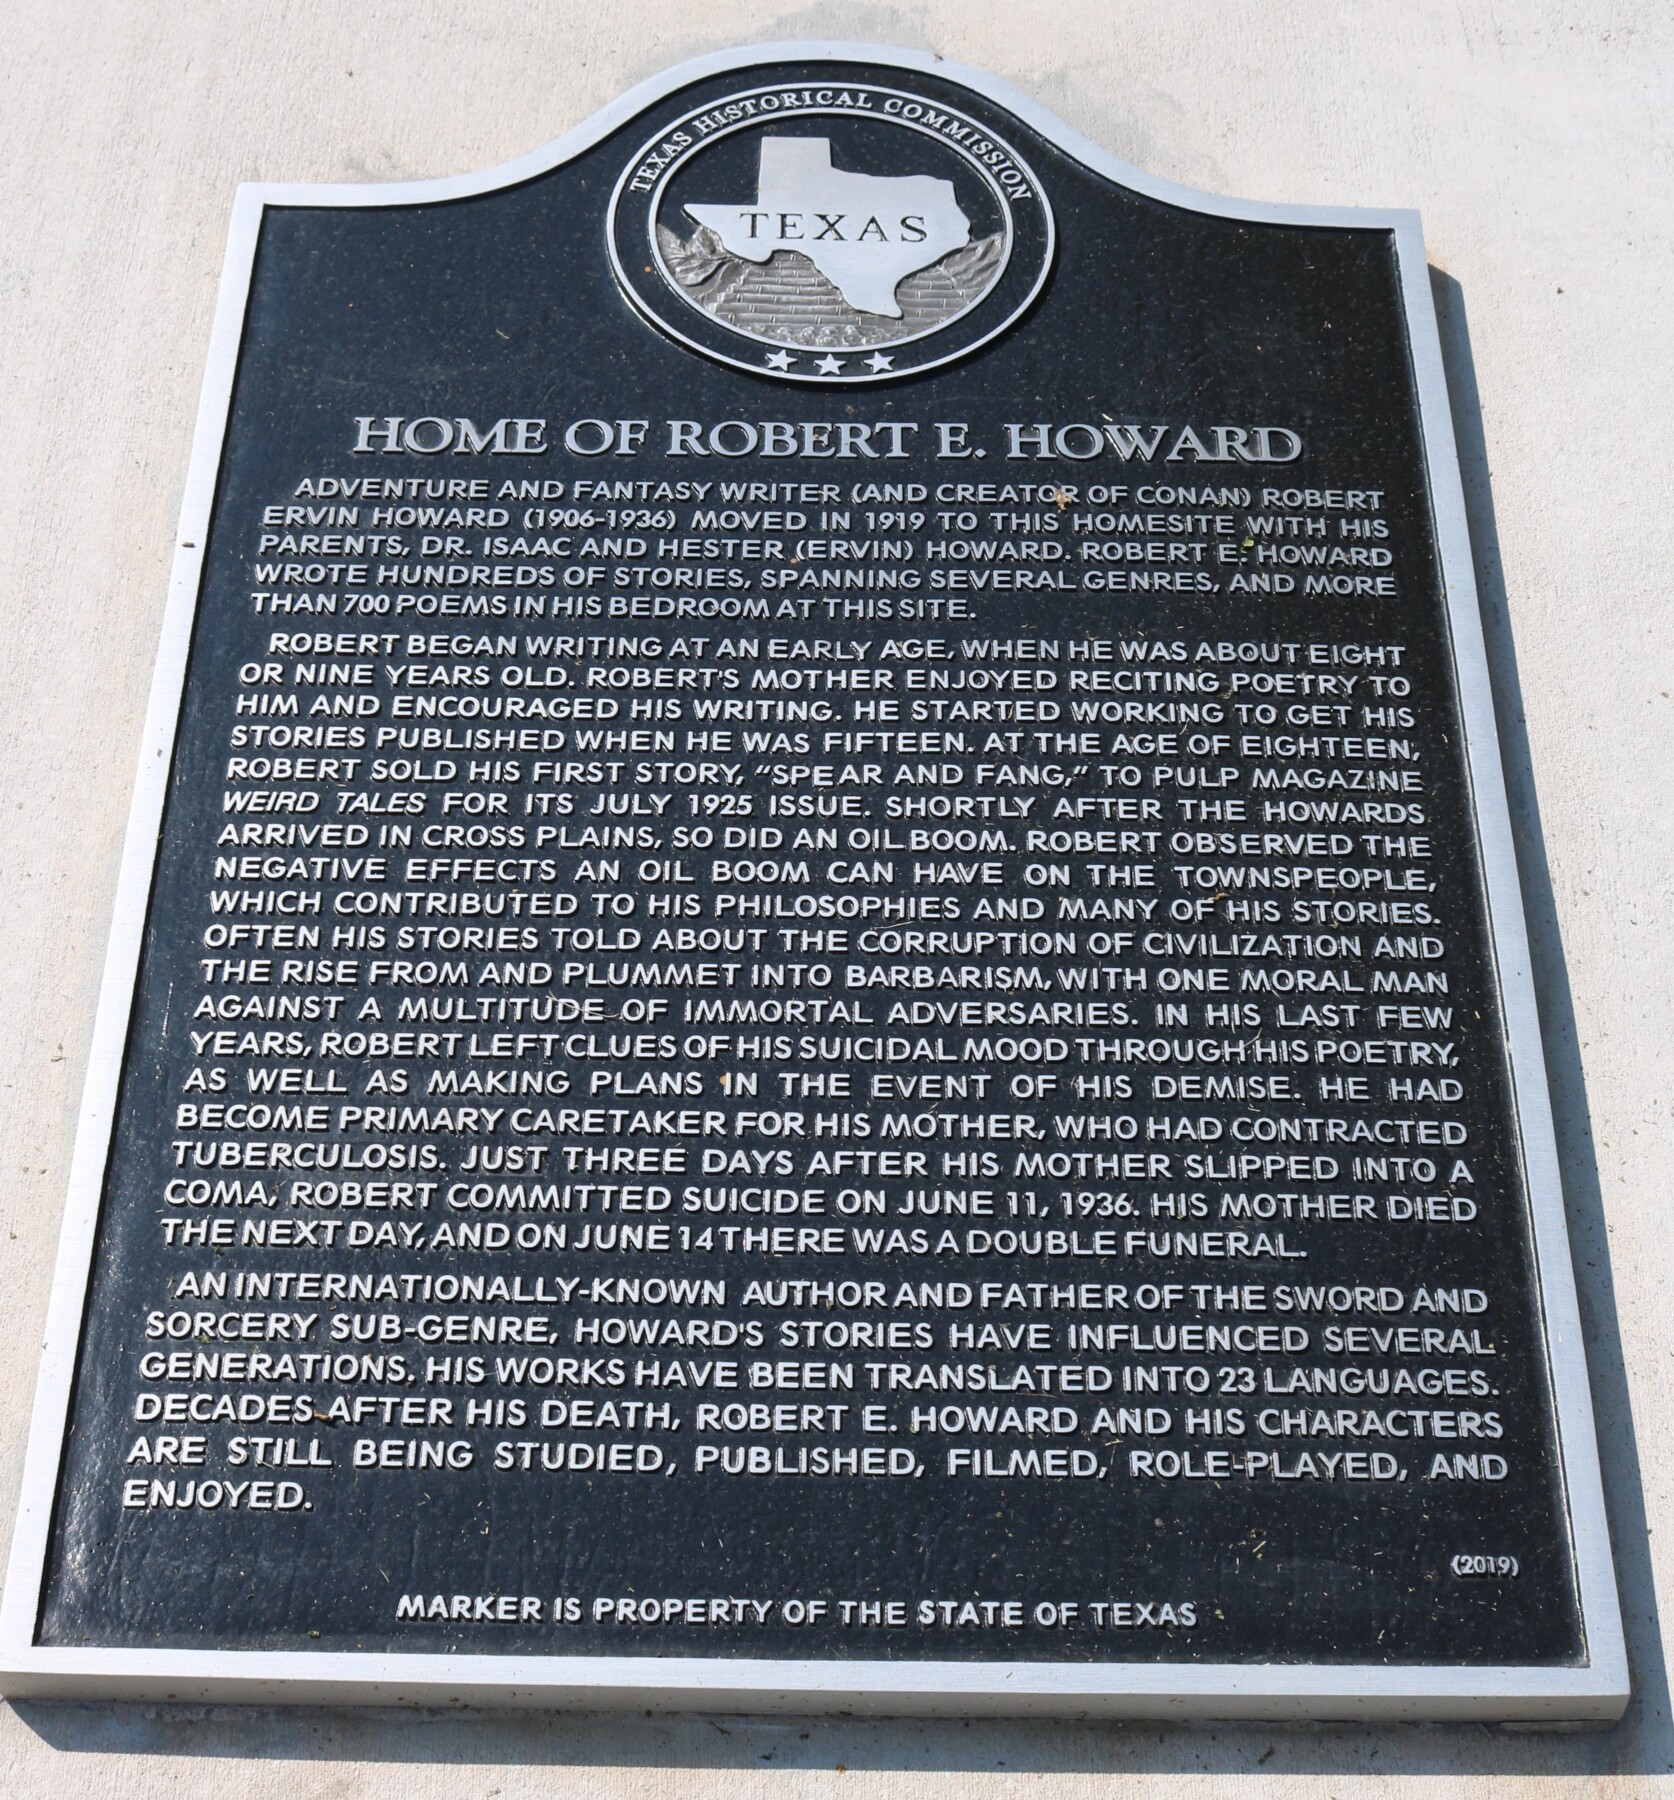 TEXAS HISTORICAL COMMISSION
TEXAS
HOME OF ROBERT E. HOWARD
ADVENTURE AND FANTASY WRITER (AND CREATOR OF CONAN) ROBERT
ERVIN HOWARD (1906-1936) MOVED IN 1919 TO THIS HOMESITE WITH HIS
PARENTS, DR. ISAAC AND HESTER (ERVIN) HOWARD. ROBERT E. HOWARD
WROTE HUNDREDS OF STORIES, SPANNING SEVERAL GENRES, AND MORE
THAN 700 POEMS IN HIS BEDROOM AT THIS SITE.
ROBERT BEGAN WRITING AT AN EARLY AGE, WHEN HE WAS ABOUT EIGHT
OR NINE YEARS OLD. ROBERT'S MOTHER ENJOYED RECITING POETRY TO
HIM AND ENCOURAGED HIS WRITING. HE STARTED WORKING TO GET HIS
STORIES PUBLISHED WHEN HE WAS FIFTEEN. AT THE AGE OF EIGHTEEN,
ROBERT SOLD HIS FIRST STORY, "SPEAR AND FANG," TO PULP MAGAZINE
WEIRD TALES FOR ITS JULY 1925 ISSUE. SHORTLY AFTER THE HOWARDS
ARRIVED IN CROSS PLAINS, SO DID AN OIL BOOM. ROBERT OBSERVED THE
NEGATIVE EFFECTS AN OIL BOOM CAN HAVE ON THE TOWNSPEOPLE,
WHICH CONTRIBUTED TO HIS PHILOSOPHIES AND MANY OF HIS STORIES.
OFTEN HIS STORIES TOLD ABOUT THE CORRUPTION OF CIVILIZATION AND
THE RISE FROM AND PLUMMET INTO BARBARISM, WITH ONE MORAL MAN
AGAINST A MULTITUDE OF IMMORTAL ADVERSARIES. IN HIS LAST FEW
YEARS, ROBERT LEFT CLUES OF HIS SUICIDAL MOOD THROUGH HIS POETRY,
AS WELL AS MAKING PLANS IN THE EVENT OF HIS DEMISE. HE HAD
BECOME PRIMARY CARETAKER FOR HIS MOTHER, WHO HAD CONTRACTED
TUBERCULOSIS. JUST THREE DAYS AFTER HIS MOTHER SLIPPED INTO A
COMA, ROBERT COMMITTED SUICIDE ON JUNE 11, 1936. HIS MOTHER DIED
THE NEXT DAY, AND ON JUNE 14 THERE WAS A DOUBLE FUNERAL.
AN INTERNATIONALLY-KNOWN AUTHOR AND FATHER OF THE SWORD AND
SORCERY SUB-GENRE, HOWARD'S STORIES HAVE INFLUENCED SEVERAL
GENERATIONS. HIS WORKS HAVE BEEN TRANSLATED INTO 23 LANGUAGES.
DECADES AFTER HIS DEATH, ROBERT E. HOWARD AND HIS CHARACTERS
ARE STILL BEING STUDIED, PUBLISHED, FILMED, ROLE-PLAYED, AND
ENJOYED.
(2019)
MARKER IS PROPERTY OF THE STATE OF TEXAS